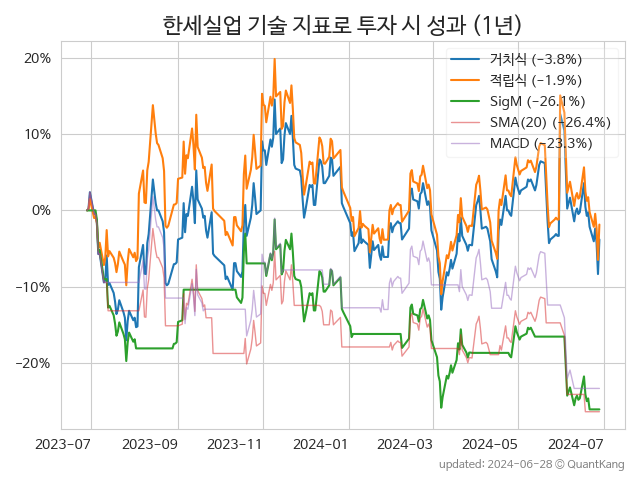 한세실업 기술 지표로 투자 시 성과 (1년)
거치식 (−3.8%)
적립식 (−1.9%)
SigM (−26.1%)
SMA(20) (−26.4%)
MACD (−23.3%)
20%
10%
0%
−10%
−20%
2023-07 2023-09 2023-11 2024-01 2024-03 2024-05 2024-07
updated: 2024-06-28 © QuantKang